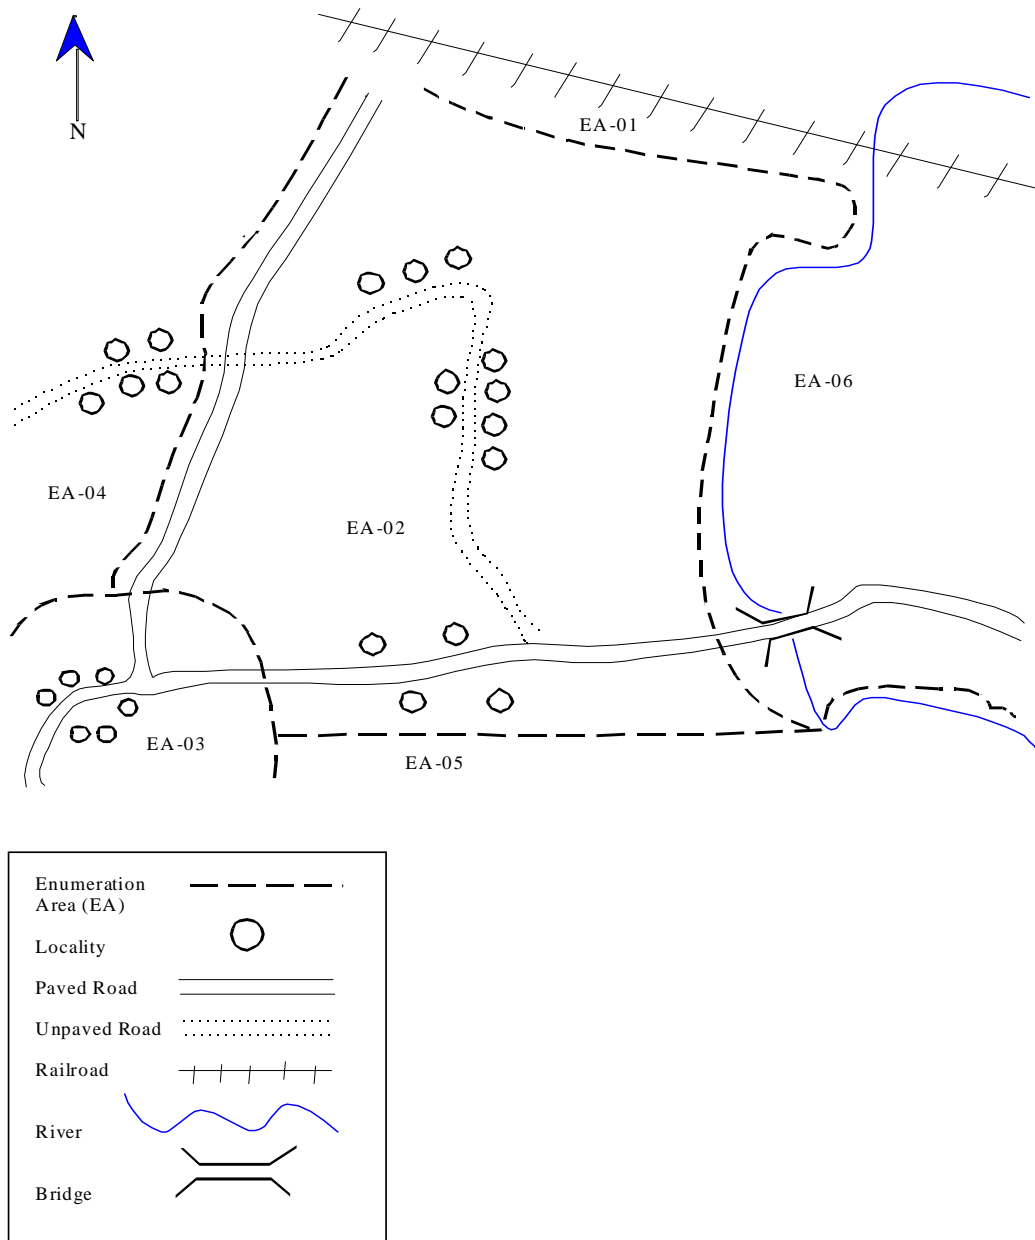 N
EA-01
EA-06
EA-04
EA-02
EA-03
EA-05
Enumeration
Area (EA)
Locality
Paved Road
Unpaved Road
Railroad
River
Bridge